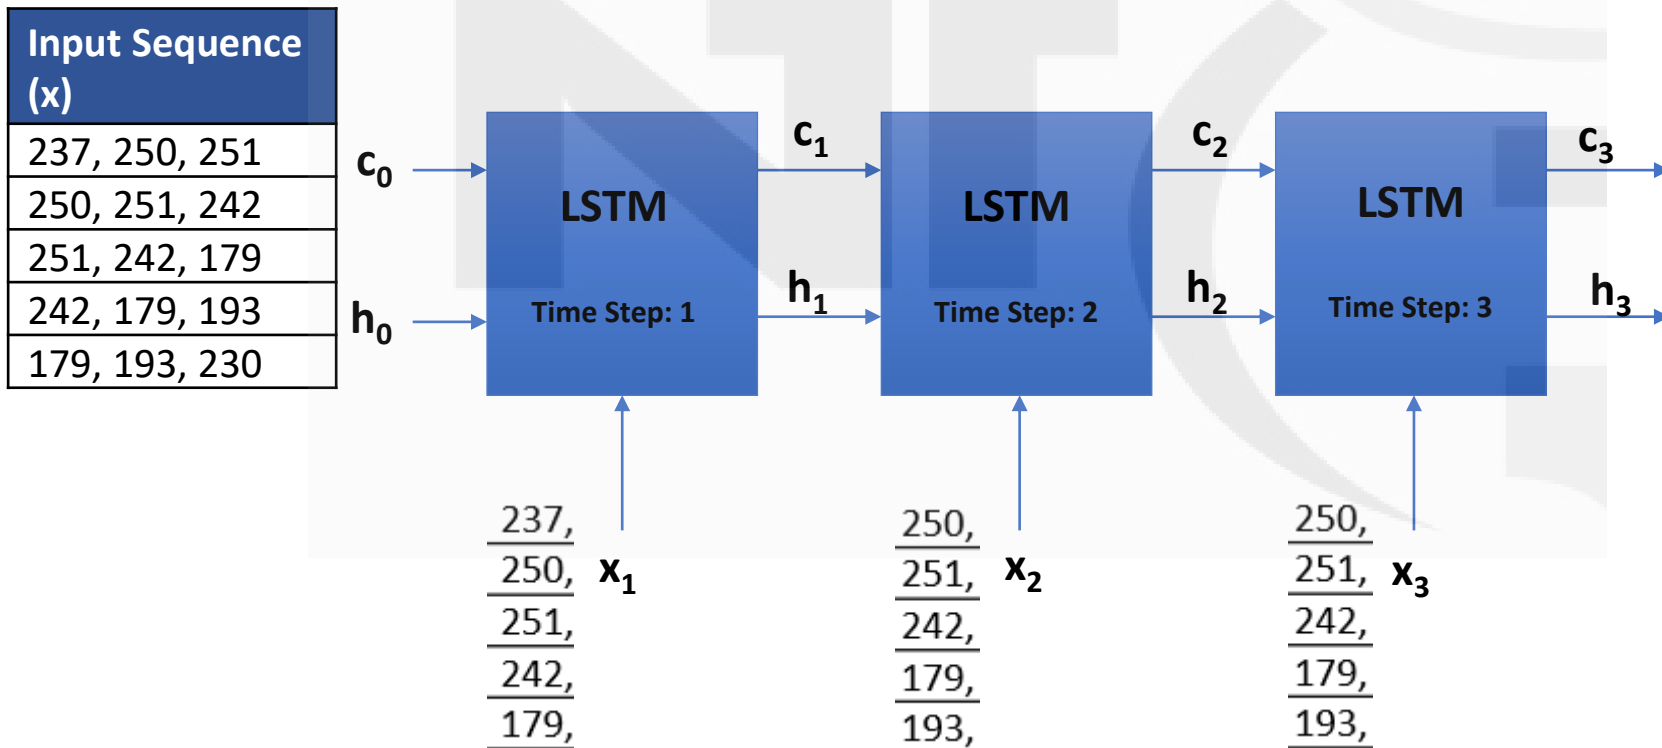 Input Sequence
(x)
237, 250, 251
250, 251, 242
251, 242, 179
242, 179, 193
179, 193, 230
c₀
h₀
LSTM
Time Step: 1
c₁
h₁
LSTM
Time Step: 2
c₂
h₂
LSTM
Time Step: 3
c₃
h₃
237,
250,
251,
242,
179,
x₁
250,
251,
242,
179,
193,
x₂
250,
251,
242,
179,
193,
x₃